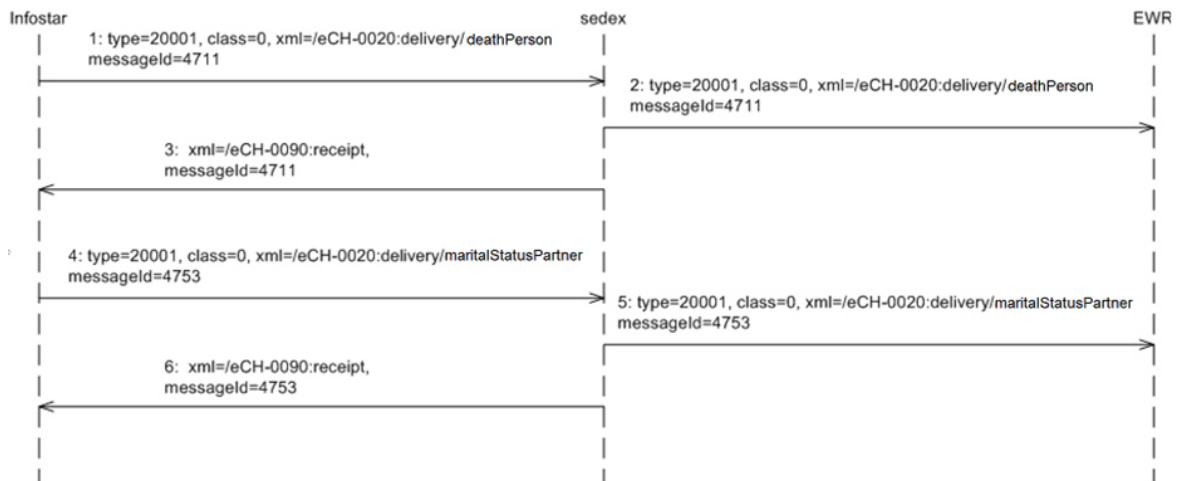 Infostar sedex EWR
1: type=20001, class=0, xml=/eCH-0020:delivery/deathPerson
messageId=4711
2: type=20001, class=0, xml=/eCH-0020:delivery/deathPerson
messageId=4711
3: xml=/eCH-0090:receipt,
messageId=4711
4: type=20001, class=0, xml=/eCH-0020:delivery/maritalStatusPartner
messageId=4753
5: type=20001, class=0, xml=/eCH-0020:delivery/maritalStatusPartner
messageId=4753
6: xml=/eCH-0090:receipt,
messageId=4753